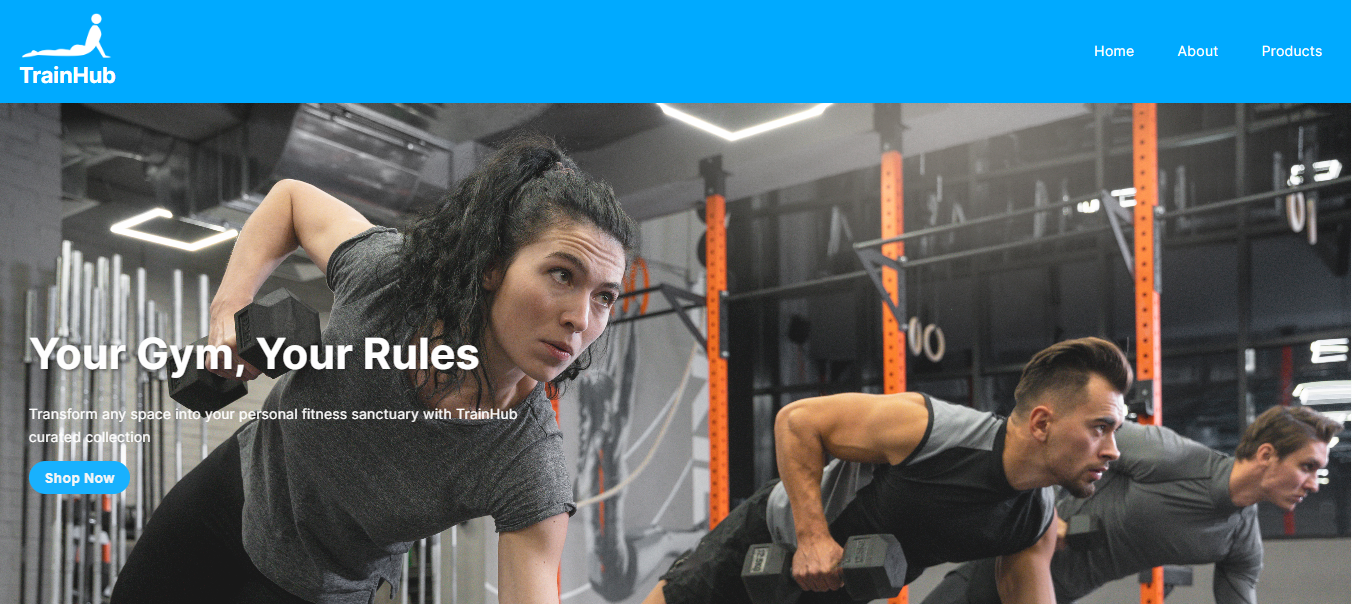 TrainHub
Home About Products
Your Gym, Your Rules
Transform any space into your personal fitness sanctuary with TrainHub
curated collection
Shop Now